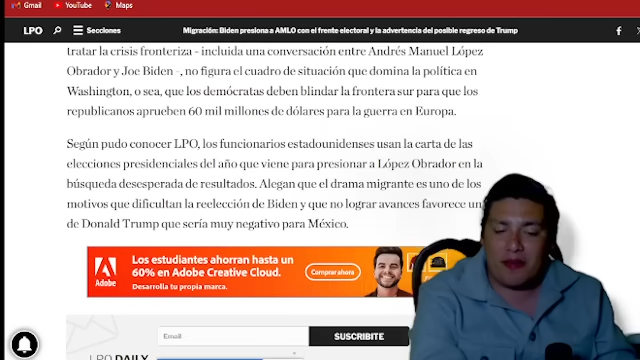 Gmail YouTube Maps
LPO Secciones Migración: Biden presiona a AMLO con el frente electoral y la advertencia del posible regreso de Trump
tratar la crisis fronteriza - incluida una conversación entre Andrés Manuel López
Obrador y Joe Biden -, no figura el cuadro de situación que domina la política en
Washington, o sea, que los demócratas deben blindar la frontera sur para que los
republicanos aprueben 60 mil millones de dólares para la guerra en Europa.
Según pudo conocer LPO, los funcionarios estadounidenses usan la carta de las
elecciones presidenciales del año que viene para presionar a López Obrador en la
búsqueda desesperada de resultados. Alegan que el drama migrante es uno de los
motivos que dificultan la reelección de Biden y que no lograr avances favorece un
de Donald Trump que sería muy negativo para México.
Adobe
Los estudiantes ahorran hasta un
60% en Adobe Creative Cloud.
Desarrolla tu propia marca.
Comprar ahora
Email SUSCRIBITE
LPO DAILY